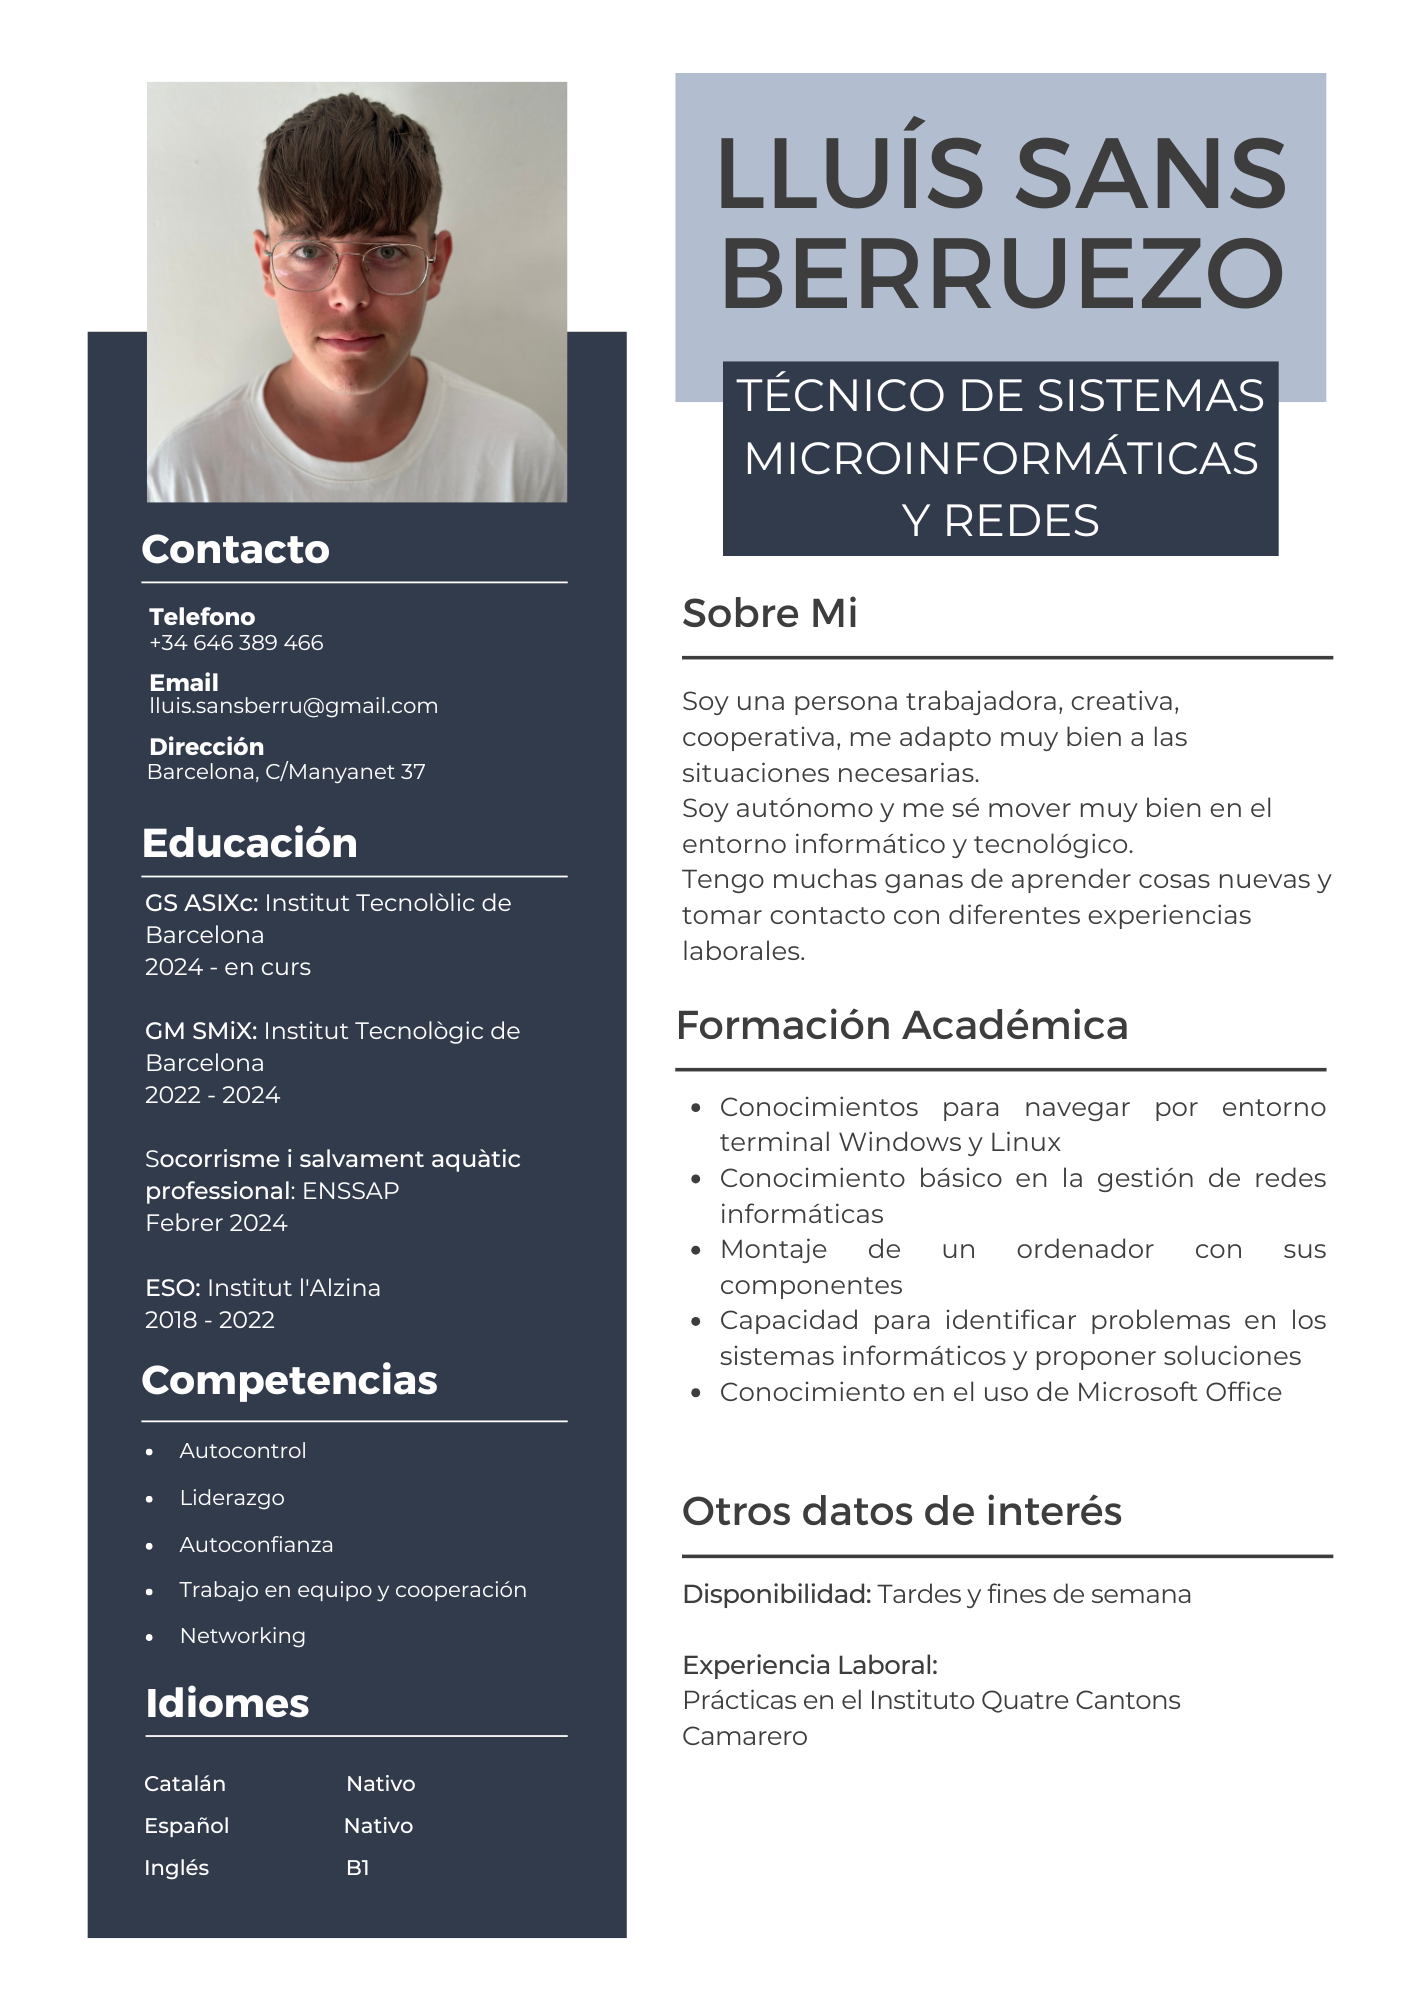 LLUÍS SANS
BERRUEZO
TÉCNICO DE SISTEMAS
MICROINFORMÁTICAS
Y REDES
Contacto
Telefono
+34 646 389 466
Email
lluis.sansberru@gmail.com
Dirección
Barcelona, C/Manyanet 37
Educación
GS ASIXc: Institut Tecnolòlic de
Barcelona
2024 - en curs
GM SMiX: Institut Tecnològic de
Barcelona
2022 - 2024
Socorrisme i salvament aquàtic
professional: ENSSAP
Febrer 2024
ESO: Institut l'Alzina
2018 - 2022
Competencias
• Autocontrol
• Liderazgo
• Autoconfianza
• Trabajo en equipo y cooperación
• Networking
Idiomes
Catalán Nativo
Español Nativo
Inglés B1
Sobre Mi
Soy una persona trabajadora, creativa,
cooperativa, me adapto muy bien a las
situaciones necesarias.
Soy autónomo y me sé mover muy bien en el
entorno informático y tecnológico.
Tengo muchas ganas de aprender cosas nuevas y
tomar contacto con diferentes experiencias
laborales.
Formación Académica
• Conocimientos para navegar por entorno
terminal Windows y Linux
• Conocimiento básico en la gestión de redes
informáticas
• Montaje de un ordenador con sus
componentes
• Capacidad para identificar problemas en los
sistemas informáticos y proponer soluciones
• Conocimiento en el uso de Microsoft Office
Otros datos de interés
Disponibilidad: Tardes y fines de semana
Experiencia Laboral:
Prácticas en el Instituto Quatre Cantons
Camarero